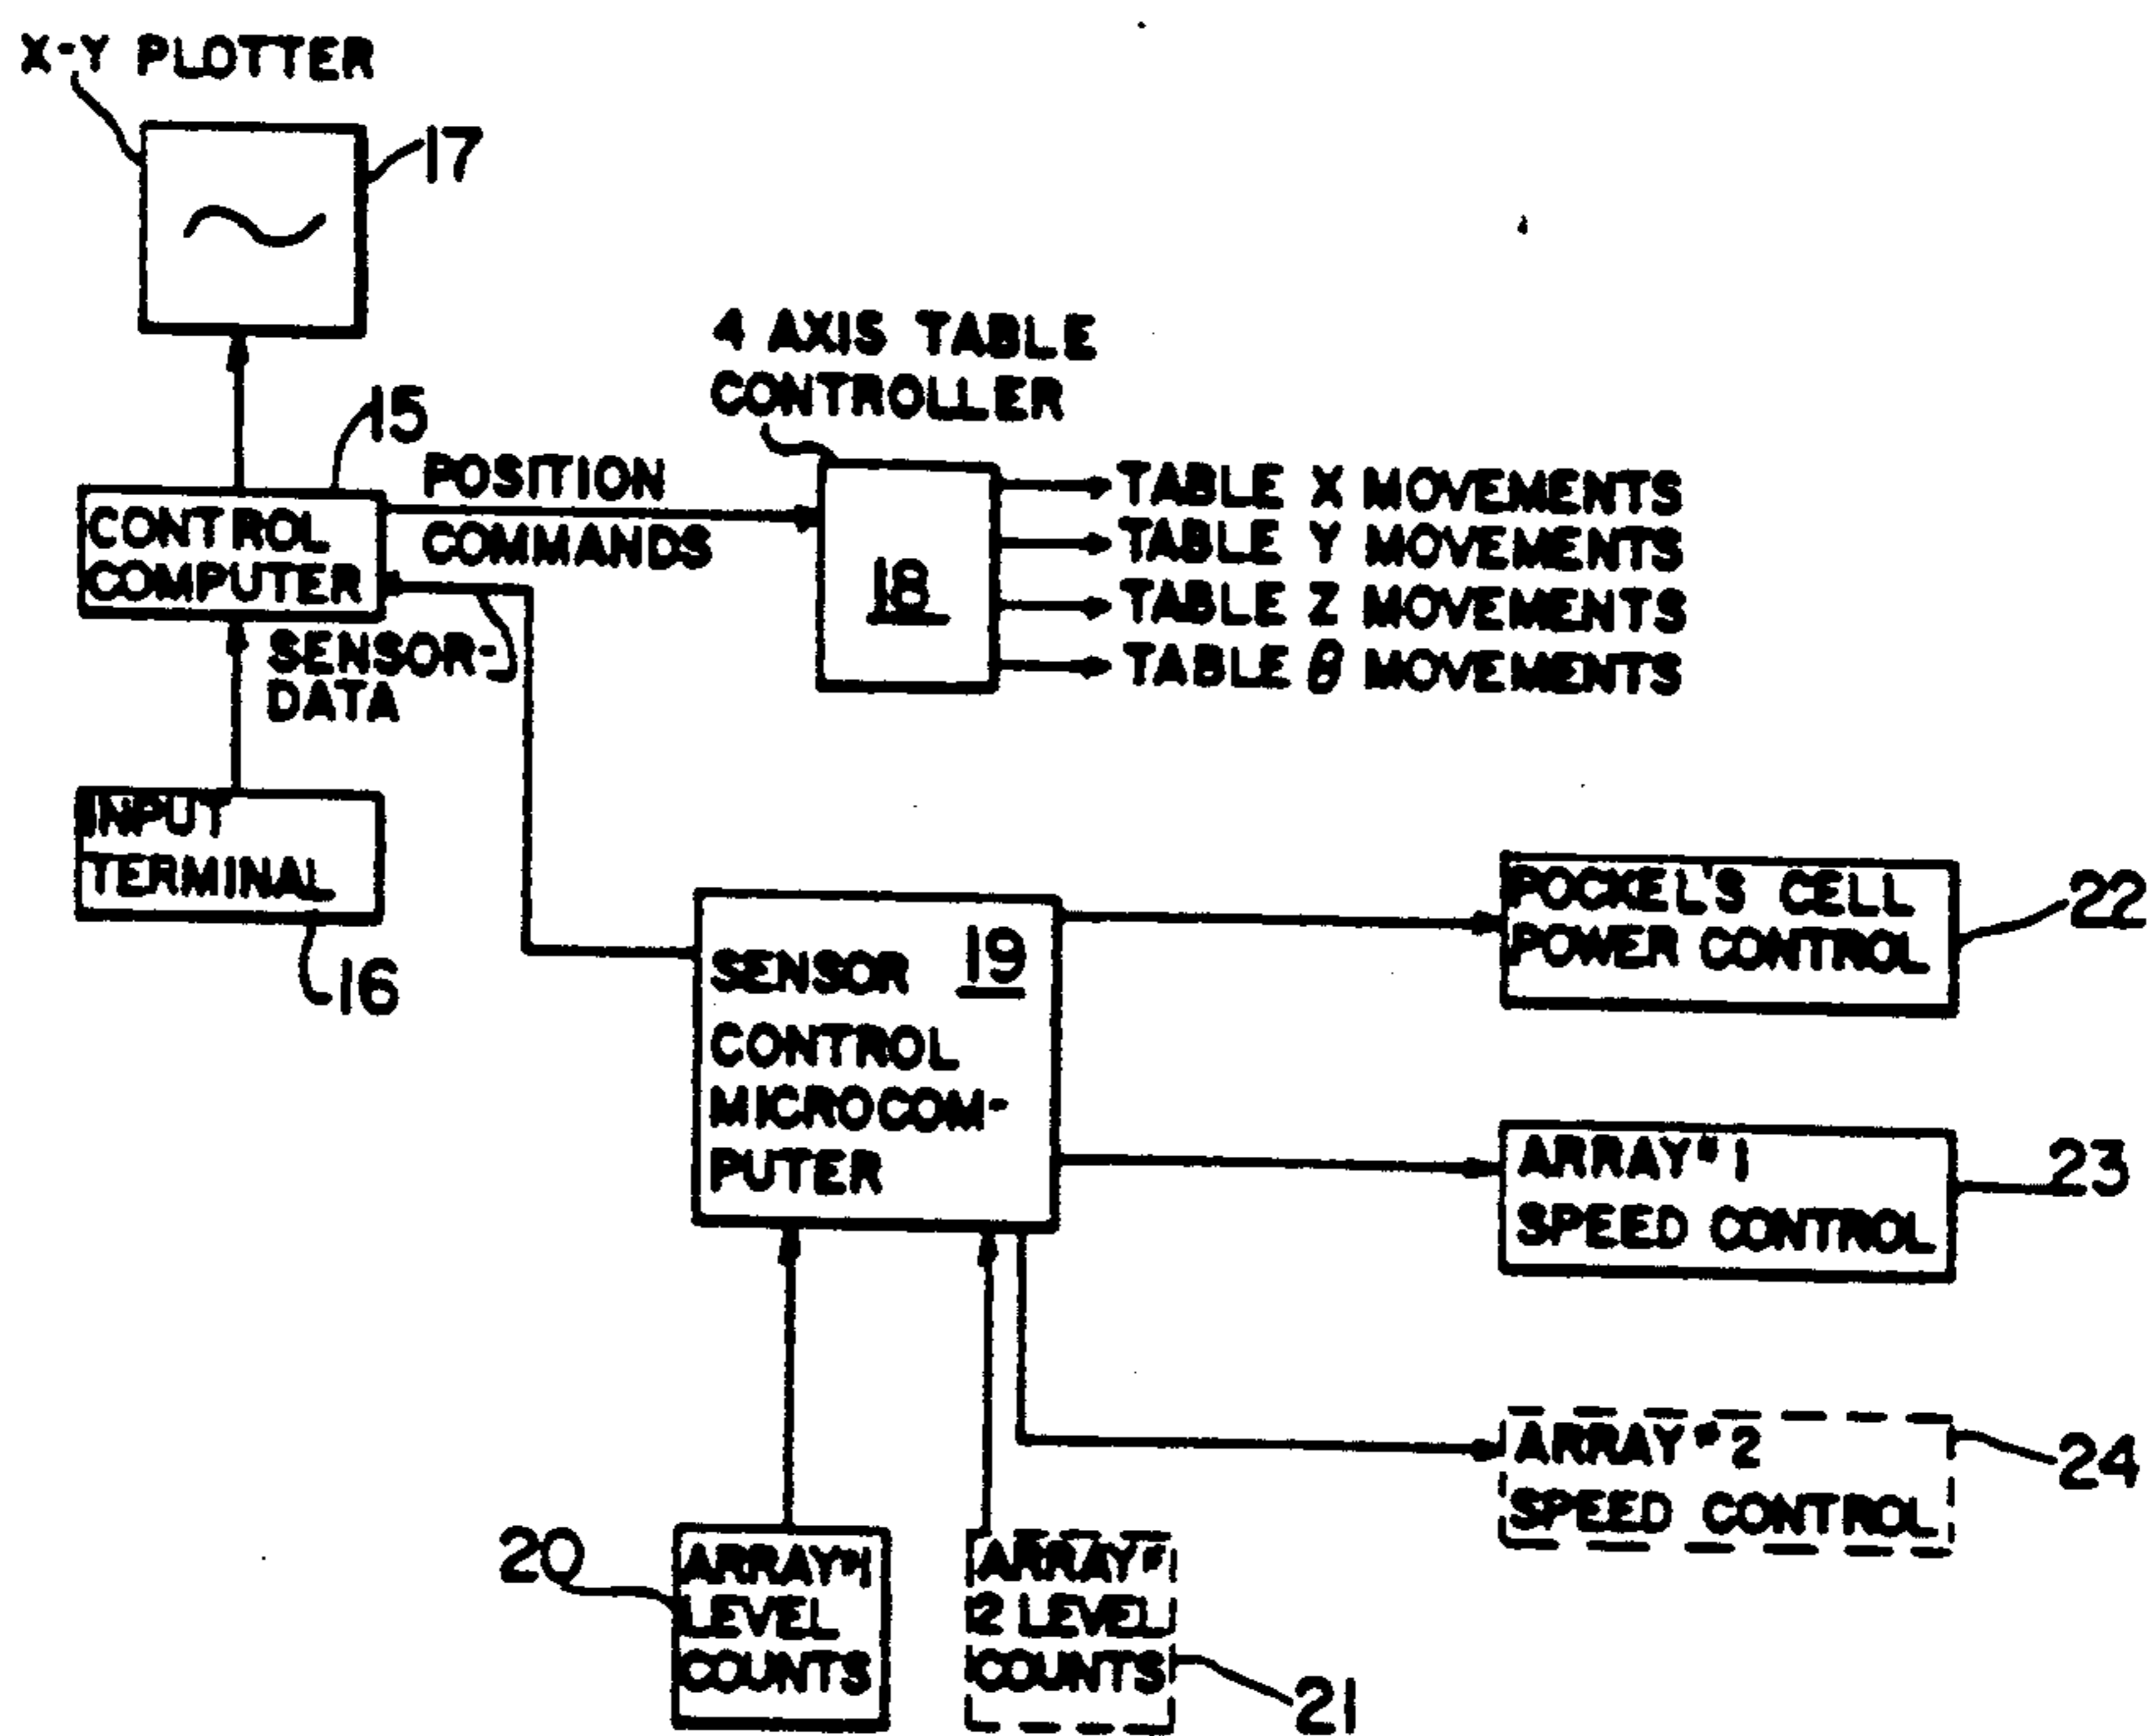 X-Y PLOTTER
17
4 AXIS TABLE
CONTROLLER
15
POSITION
COMMANDS
CONTROL
COMPUTER
18
TABLE X MOVEMENTS
TABLE Y MOVEMENTS
TABLE Z MOVEMENTS
TABLE θ MOVEMENTS
SENSOR
DATA
INPUT
TERMINAL
16
SENSOR 19
CONTROL
MICROCOM-
PUTER
POCKEL'S CELL
POWER CONTROL
22
ARRAY #1
SPEED CONTROL
23
ARRAY #2
SPEED CONTROL
24
20
ARRAY #1
LEVEL
COUNTS
ARRAY #
2 LEVEL
COUNTS
21